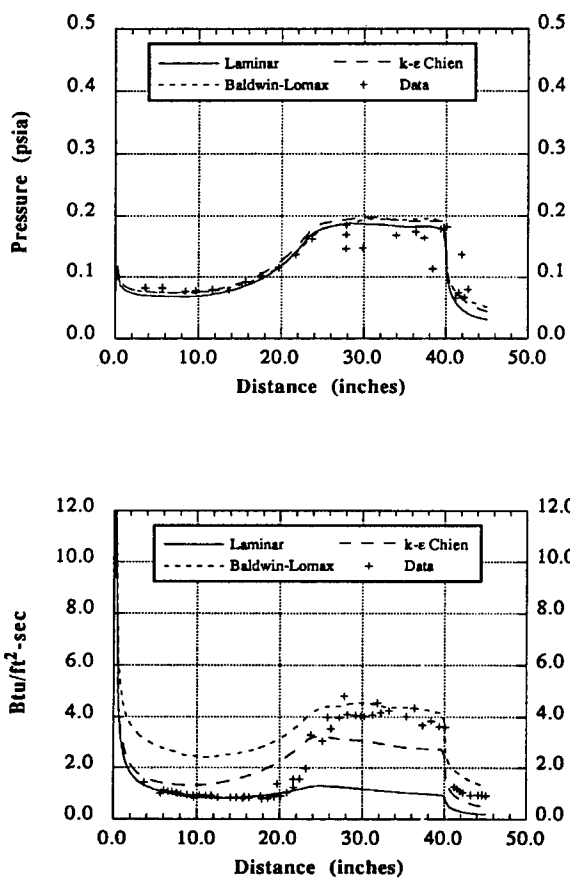 0.5 0.5
Laminar k-ε Chien
Baldwin-Lomax + Data
0.4 0.4
0.3 0.3
0.2 0.2
0.1 0.1
0.0 0.0
0.0 10.0 20.0 30.0 40.0 50.0
Pressure (psia)
Distance (inches)
12.0 12.0
Laminar k-ε Chien
Baldwin-Lomax + Data
10.0 10.0
8.0 8.0
6.0 6.0
4.0 4.0
2.0 2.0
0.0 0.0
0.0 10.0 20.0 30.0 40.0 50.0
Btu/ft²-sec
Distance (inches)